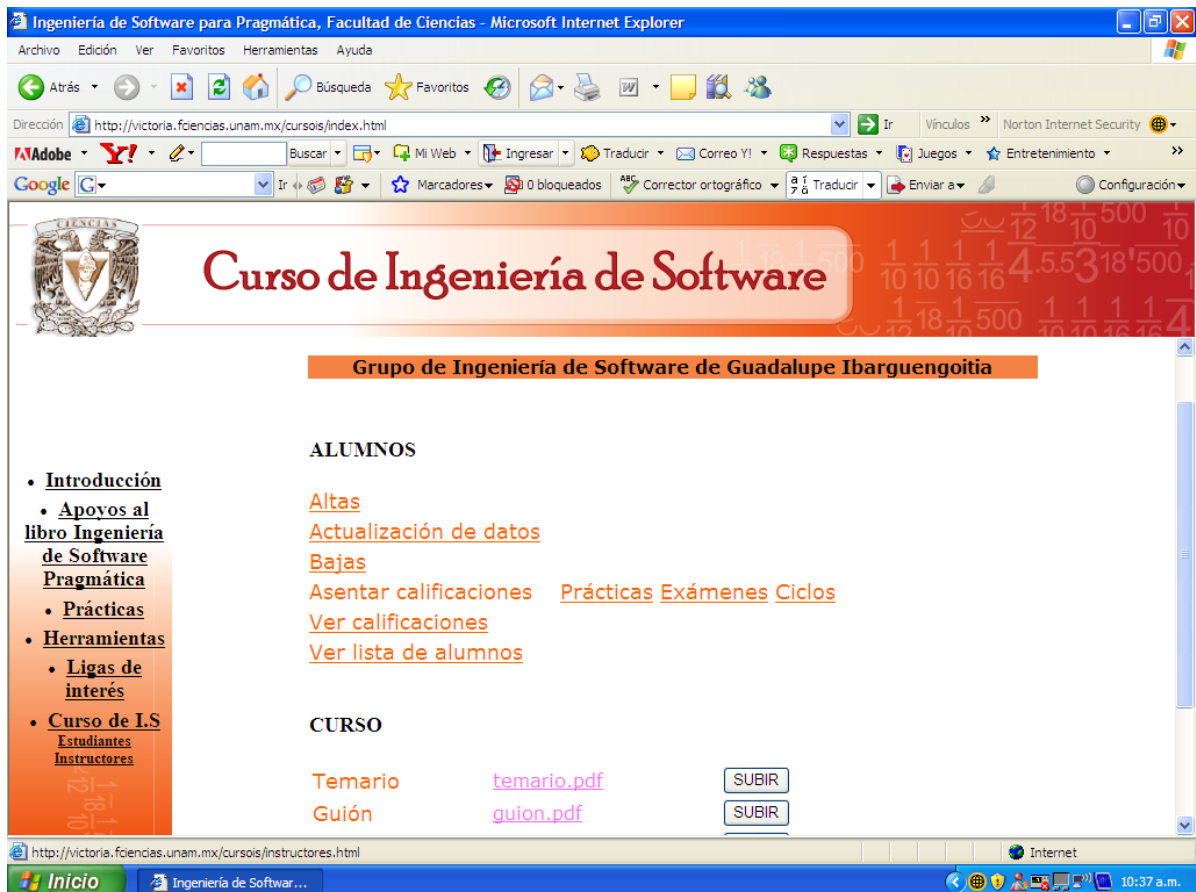 Ingeniería de Software para Pragmática, Facultad de Ciencias - Microsoft Internet Explorer
Archivo Edición Ver Favoritos Herramientas Ayuda
Atrás Búsqueda Favoritos
Dirección http://victoria.fciencias.unam.mx/cursois/index.html Ir Vínculos » Norton Internet Security
Adobe Y! Buscar Mi Web Ingresar Traducir Correo Y! Respuestas Juegos Entretenimiento »
Google G Ir Marcadores 0 bloqueados Corrector ortográfico Traducir Enviar a Configuración
CIENCIAS
Curso de Ingeniería de Software
Grupo de Ingeniería de Software de Guadalupe Ibarguengoitia
ALUMNOS
• Introducción
• Apoyos al
libro Ingeniería
de Software
Pragmática
• Prácticas
• Herramientas
• Ligas de
interés
• Curso de I.S
Estudiantes
Instructores
Altas
Actualización de datos
Bajas
Asentar calificaciones Prácticas Exámenes Ciclos
Ver calificaciones
Ver lista de alumnos
CURSO
Temario temario.pdf SUBIR
Guión guion.pdf SUBIR
http://victoria.fciencias.unam.mx/cursois/instructores.html Internet
Inicio Ingeniería de Softwar... 10:37 a.m.